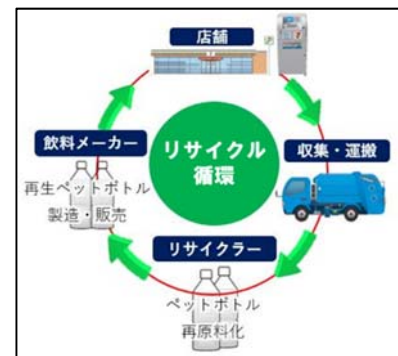 店舗
収集・運搬
リサイクラー
ペットボトル
再原料化
飲料メーカー
再生ペットボトル
製造・販売
リサイクル
循環